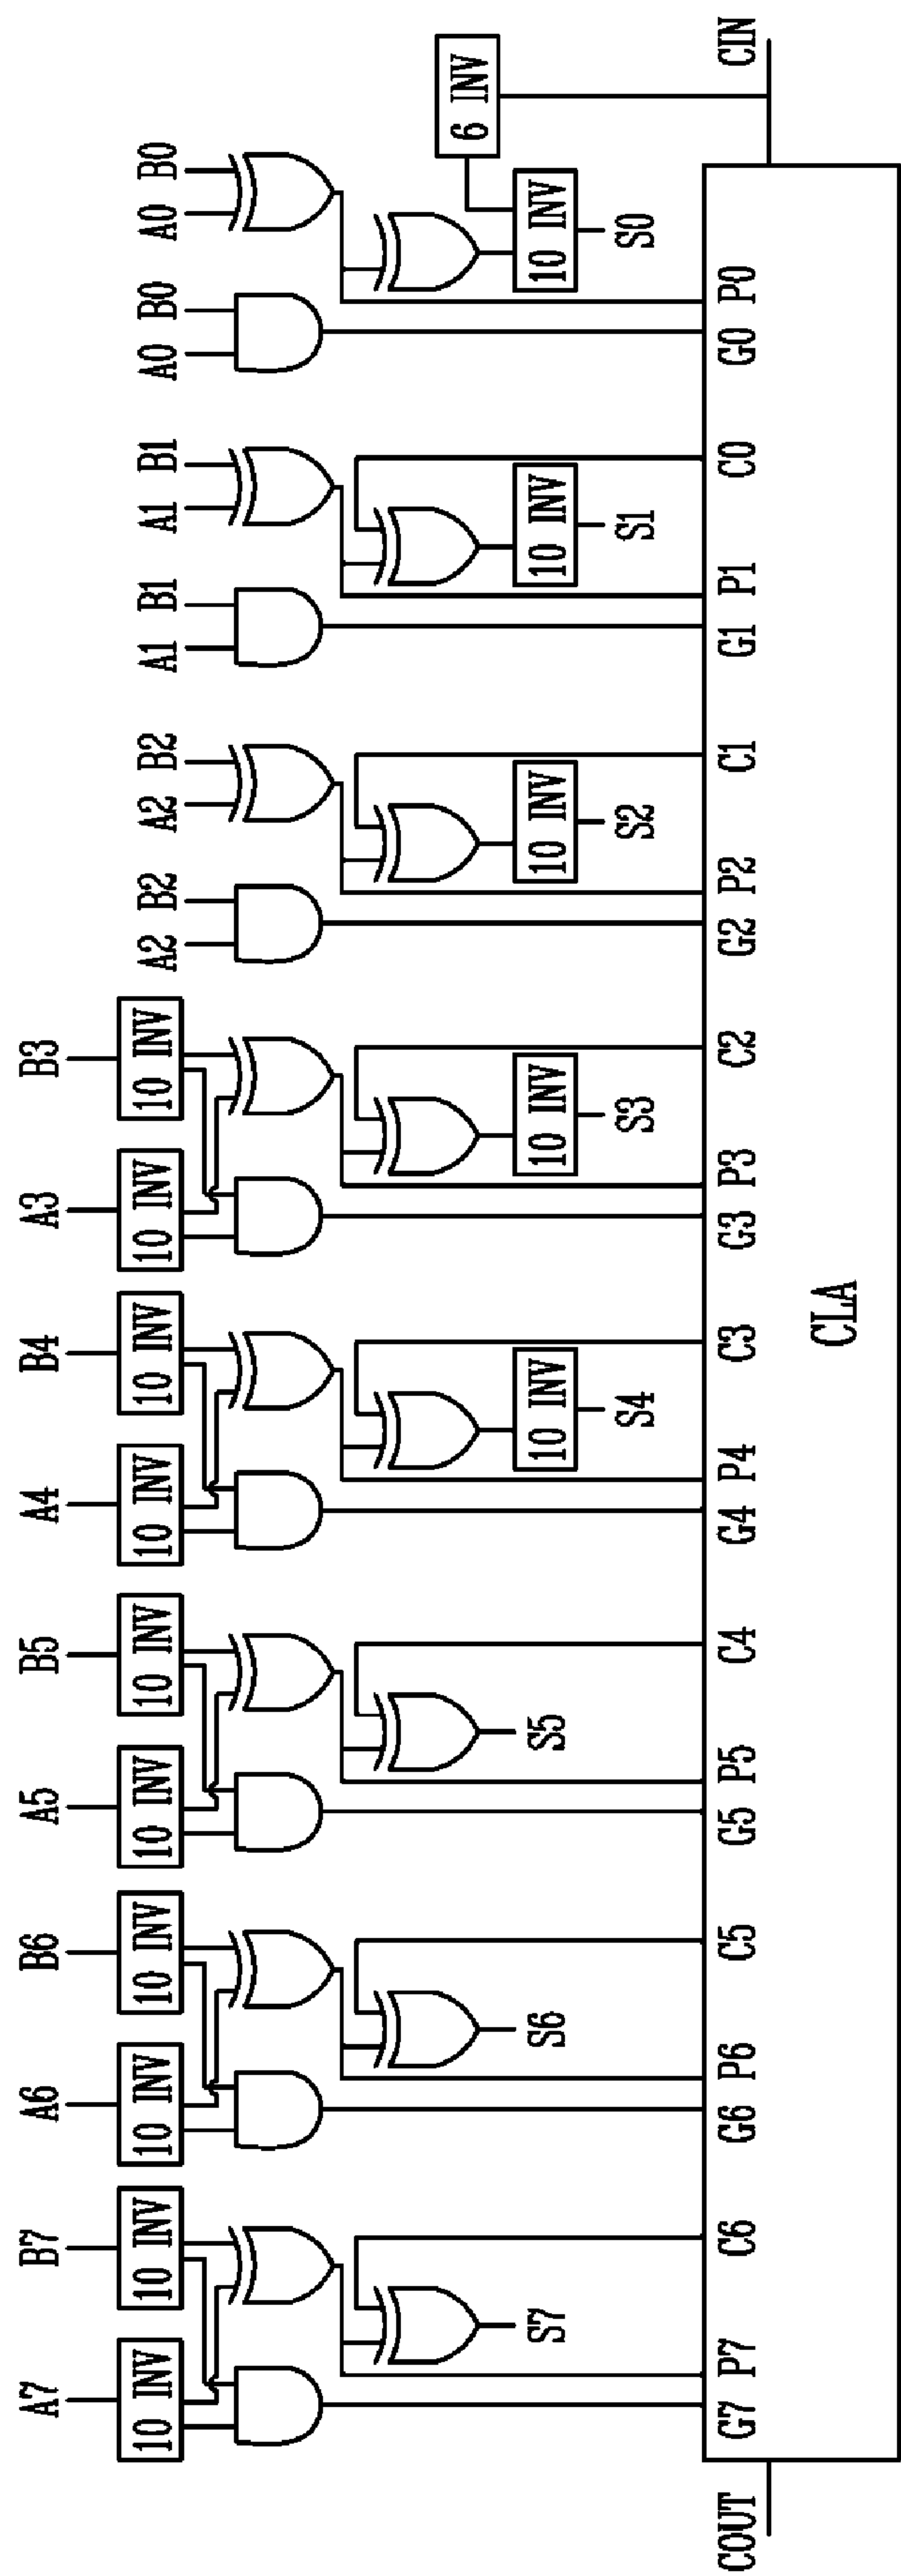 A7
B7
A6
B6
A5
B5
A4
B4
A3
B3
10 INV
10 INV
10 INV
10 INV
10 INV
10 INV
10 INV
10 INV
10 INV
10 INV
A2
B2
A2
B2
A1
B1
A1
B1
A0
B0
A0
B0
6 INV
10 INV
10 INV
10 INV
10 INV
10 INV
S7
S6
S5
S4
S3
S2
S1
S0
COUT
G7
P7
C6
G6
P6
C5
G5
P5
C4
G4
P4
C3
G3
P3
C2
G2
P2
C1
G1
P1
C0
G0
P0
CIN
CLA